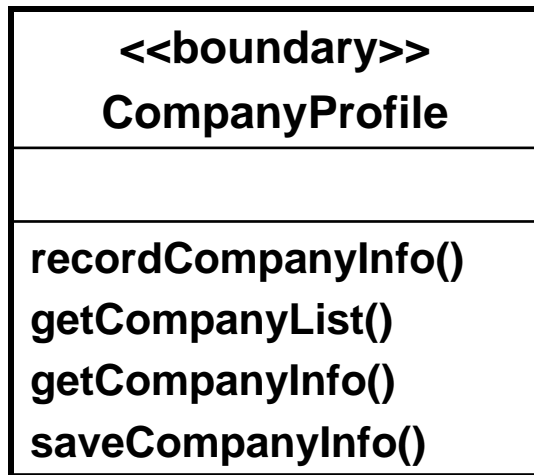 <<boundary>>
CompanyProfile
recordCompanyInfo()
getCompanyList()
getCompanyInfo()
saveCompanyInfo()